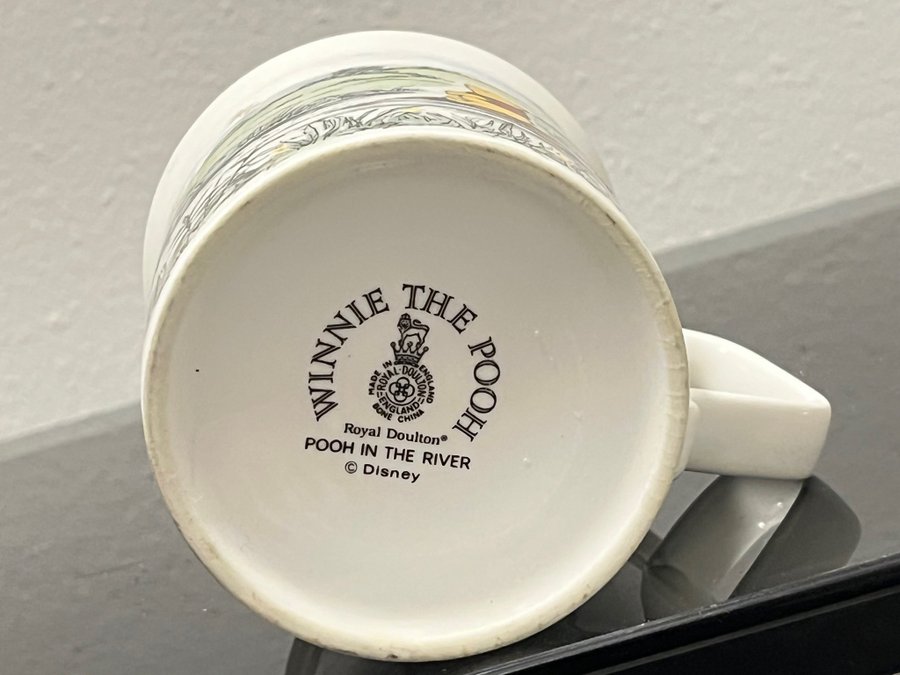 WINNIE THE POOH
MADE IN ENGLAND
ROYAL-DOULTON
ENGLAND
BONE CHINA
Royal Doulton®
POOH IN THE RIVER
© Disney